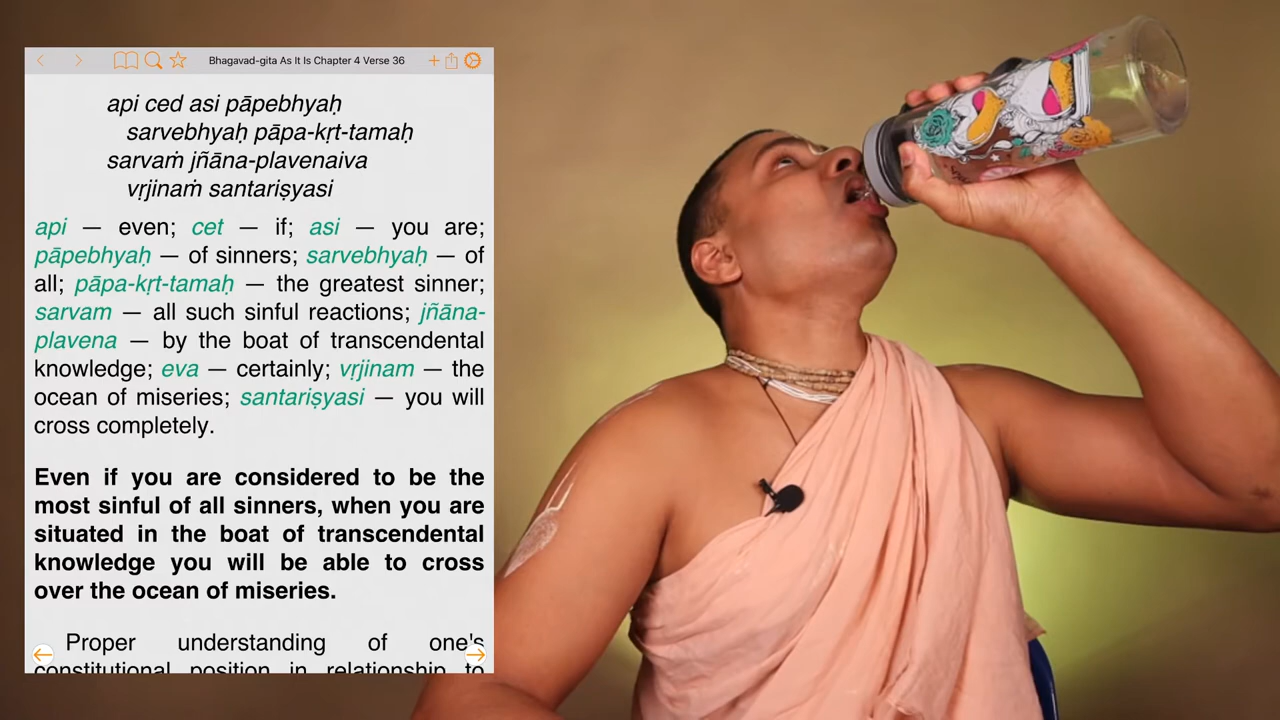 Bhagavad-gita As It Is Chapter 4 Verse 36
api ced asi pāpebhyaḥ
sarvebhyaḥ pāpa-kṛt-tamaḥ
sarvaṁ jñāna-plavenaiva
vṛjinaṁ santariṣyasi
api — even; cet — if; asi — you are;
pāpebhyaḥ — of sinners; sarvebhyaḥ — of
all; pāpa-kṛt-tamaḥ — the greatest sinner;
sarvam — all such sinful reactions; jñāna-
plavena — by the boat of transcendental
knowledge; eva — certainly; vṛjinam — the
ocean of miseries; santariṣyasi — you will
cross completely.
Even if you are considered to be the
most sinful of all sinners, when you are
situated in the boat of transcendental
knowledge you will be able to cross
over the ocean of miseries.
Proper understanding of one's
constitutional position in relationship to